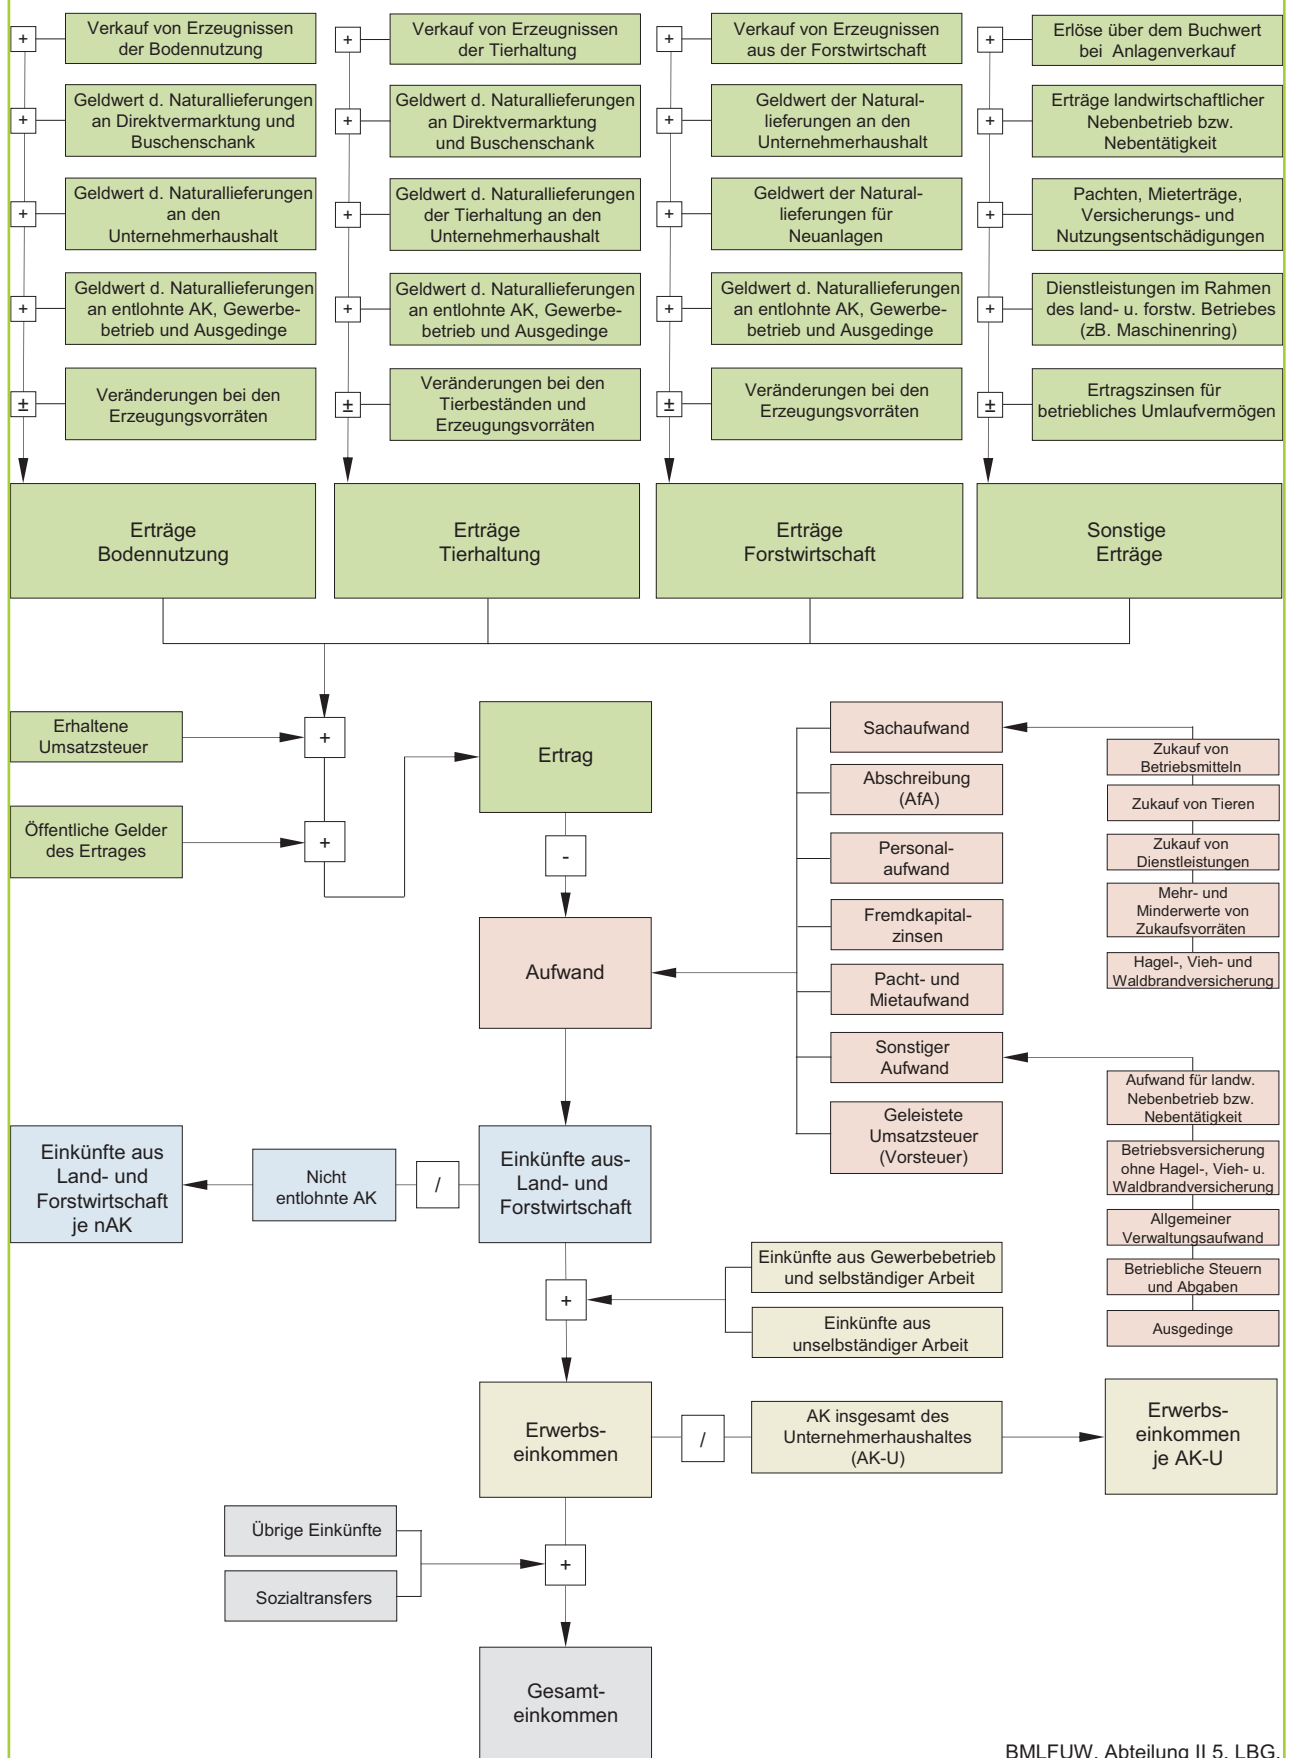 +
Verkauf von Erzeugnissen
der Bodennutzung
+
Geldwert d. Naturallieferungen
an Direktvermarktung und
Buschenschank
+
Geldwert d. Naturallieferungen
an den
Unternehmerhaushalt
+
Geldwert d. Naturallieferungen
an entlohnte AK, Gewerbe-
betrieb und Ausgedinge
±
Veränderungen bei den
Erzeugungsvorräten
Erträge
Bodennutzung
+
Verkauf von Erzeugnissen
der Tierhaltung
+
Geldwert d. Naturallieferungen
an Direktvermarktung
und Buschenschank
+
Geldwert d. Naturallieferungen
der Tierhaltung an den
Unternehmerhaushalt
+
Geldwert d. Naturallieferungen
an entlohnte AK, Gewerbe-
betrieb und Ausgedinge
±
Veränderungen bei den
Tierbeständen und
Erzeugungsvorräten
Erträge
Tierhaltung
+
Verkauf von Erzeugnissen
aus der Forstwirtschaft
+
Geldwert der Natural-
lieferungen an den
Unternehmerhaushalt
+
Geldwert der Natural-
lieferungen für
Neuanlagen
+
Geldwert d. Naturallieferungen
an entlohnte AK, Gewerbe-
betrieb und Ausgedinge
±
Veränderungen bei den
Erzeugungsvorräten
Erträge
Forstwirtschaft
+
Erlöse über dem Buchwert
bei Anlagenverkauf
+
Erträge landwirtschaftlicher
Nebenbetrieb bzw.
Nebentätigkeit
+
Pachten, Mieterträge,
Versicherungs- und
Nutzungsentschädigungen
+
Dienstleistungen im Rahmen
des land- u. forstw. Betriebes
(zB. Maschinenring)
±
Ertragszinsen für
betriebliches Umlaufvermögen
Sonstige
Erträge
Erhaltene
Umsatzsteuer
+
Öffentliche Gelder
des Ertrages
+
Ertrag
-
Aufwand
Sachaufwand
Abschreibung
(AfA)
Personal-
aufwand
Fremdkapital-
zinsen
Pacht- und
Mietaufwand
Sonstiger
Aufwand
Geleistete
Umsatzsteuer
(Vorsteuer)
Zukauf von
Betriebsmitteln
Zukauf von Tieren
Zukauf von
Dienstleistungen
Mehr- und
Minderwerte von
Zukaufsvorräten
Hagel-, Vieh- und
Waldbrandversicherung
Aufwand für landw.
Nebenbetrieb bzw.
Nebentätigkeit
Betriebsversicherung
ohne Hagel-, Vieh- u.
Waldbrandversicherung
Allgemeiner
Verwaltungsaufwand
Betriebliche Steuern
und Abgaben
Ausgedinge
Einkünfte aus
Land- und
Forstwirtschaft
je nAK
Nicht
entlohnte AK
/
Einkünfte aus-
Land- und
Forstwirtschaft
+
Einkünfte aus Gewerbebetrieb
und selbständiger Arbeit
Einkünfte aus
unselbständiger Arbeit
Erwerbs-
einkommen
/
AK insgesamt des
Unternehmerhaushaltes
(AK-U)
Erwerbs-
einkommen
je AK-U
Übrige Einkünfte
Sozialtransfers
+
Gesamt-
einkommen
BMLFUW, Abteilung II 5, LBG.